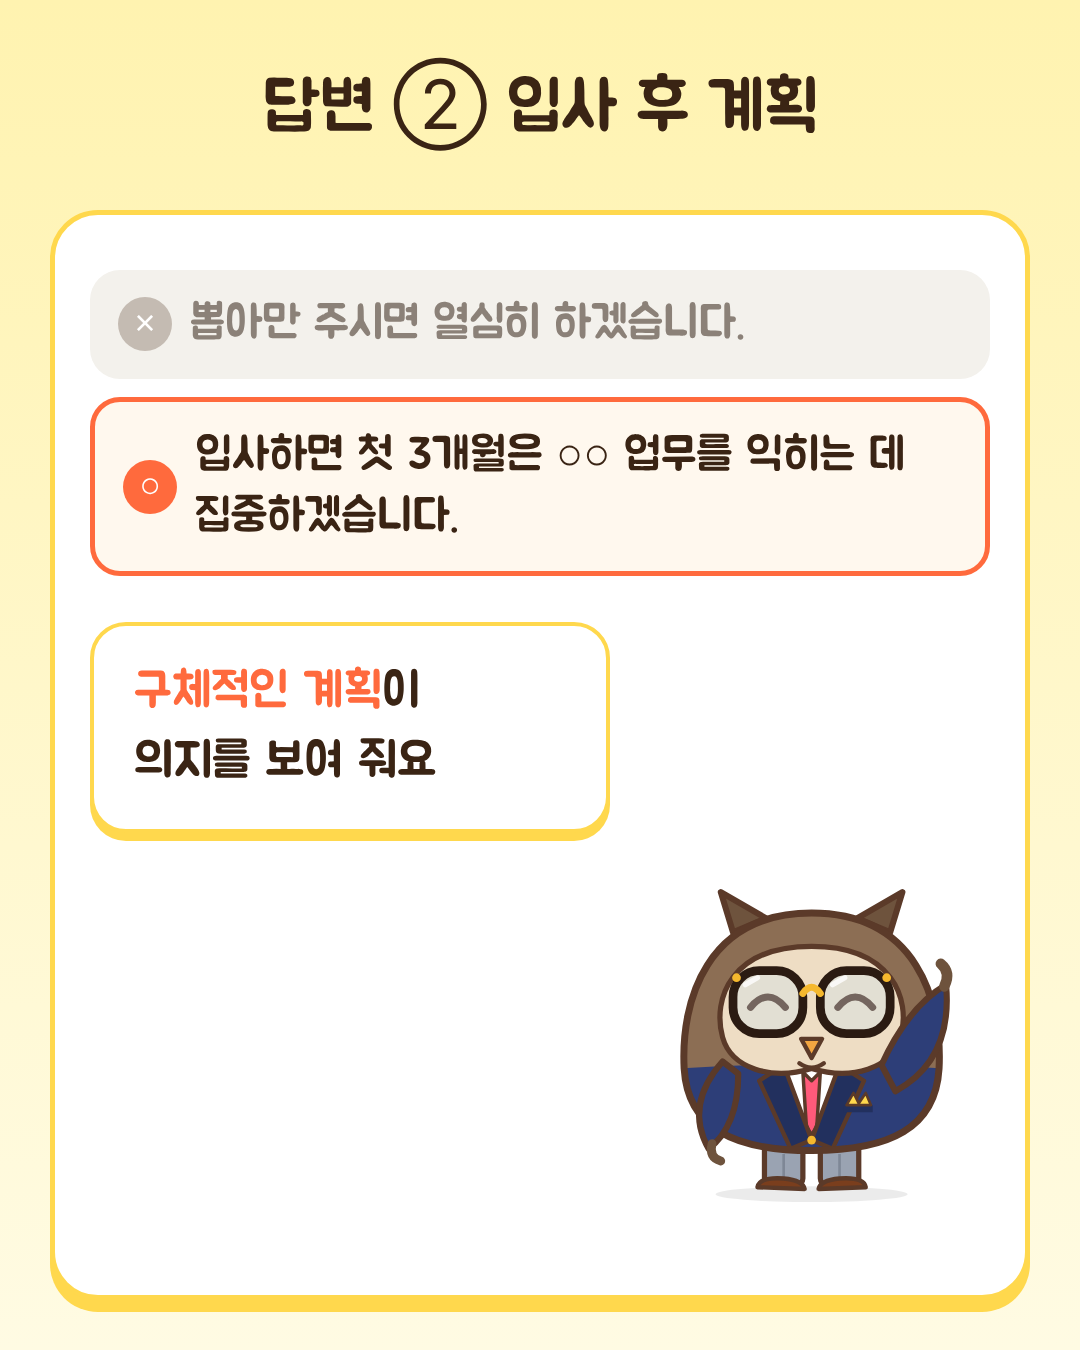 답변 ② 입사 후 계획
× 뽑아만 주시면 열심히 하겠습니다.
○ 입사하면 첫 3개월은 ○○ 업무를 익히는 데
집중하겠습니다.
구체적인 계획이
의지를 보여 줘요